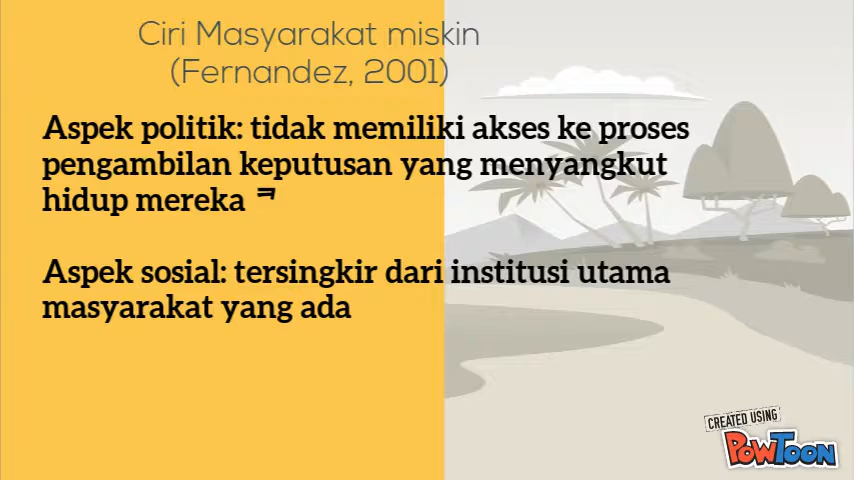 Ciri Masyarakat miskin
(Fernandez, 2001)
Aspek politik: tidak memiliki akses ke proses
pengambilan keputusan yang menyangkut
hidup mereka ㅋ
Aspek sosial: tersingkir dari institusi utama
masyarakat yang ada
CREATED USING
POWTOON